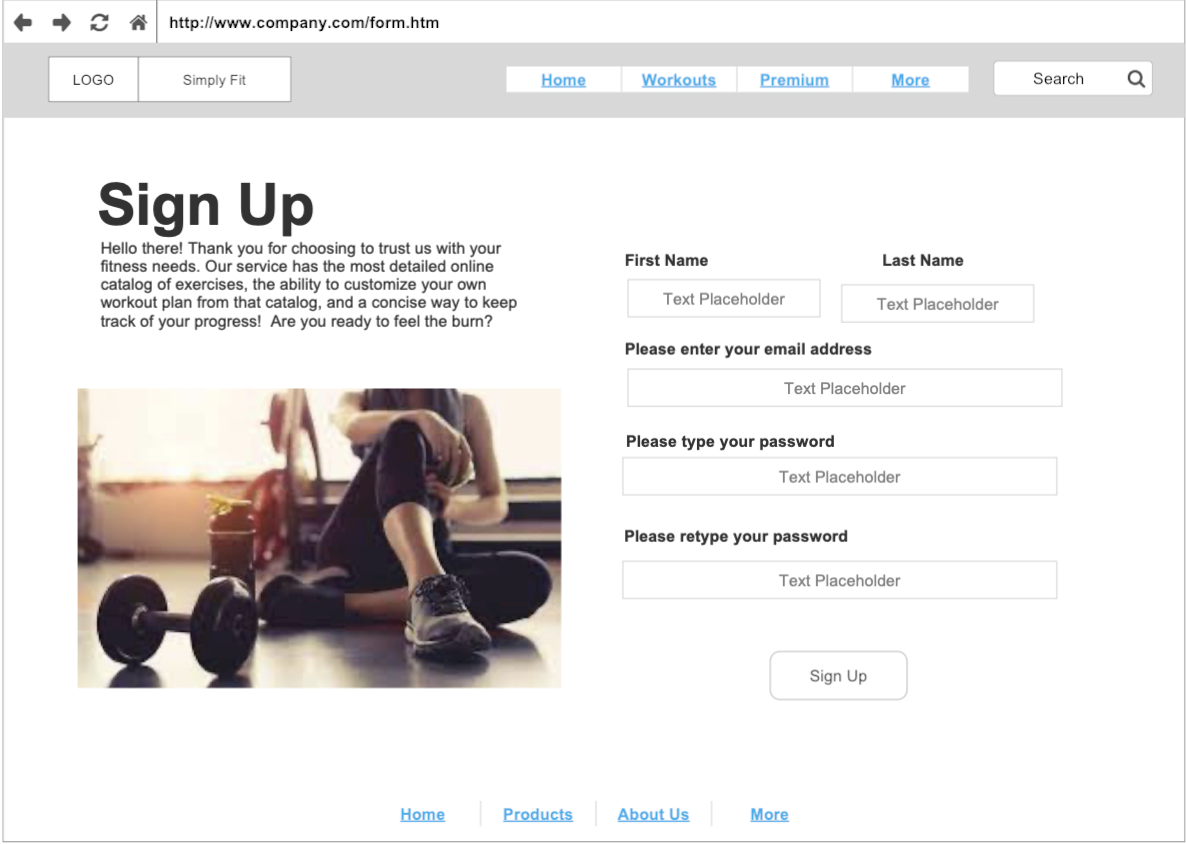 http://www.company.com/form.htm
LOGO
Simply Fit
Home
Workouts
Premium
More
Search
Sign Up
Hello there! Thank you for choosing to trust us with your
fitness needs. Our service has the most detailed online
catalog of exercises, the ability to customize your own
workout plan from that catalog, and a concise way to keep
track of your progress!  Are you ready to feel the burn?
First Name
Last Name
Text Placeholder
Text Placeholder
Please enter your email address
Text Placeholder
Please type your password
Text Placeholder
Please retype your password
Text Placeholder
Sign Up
Home
Products
About Us
More